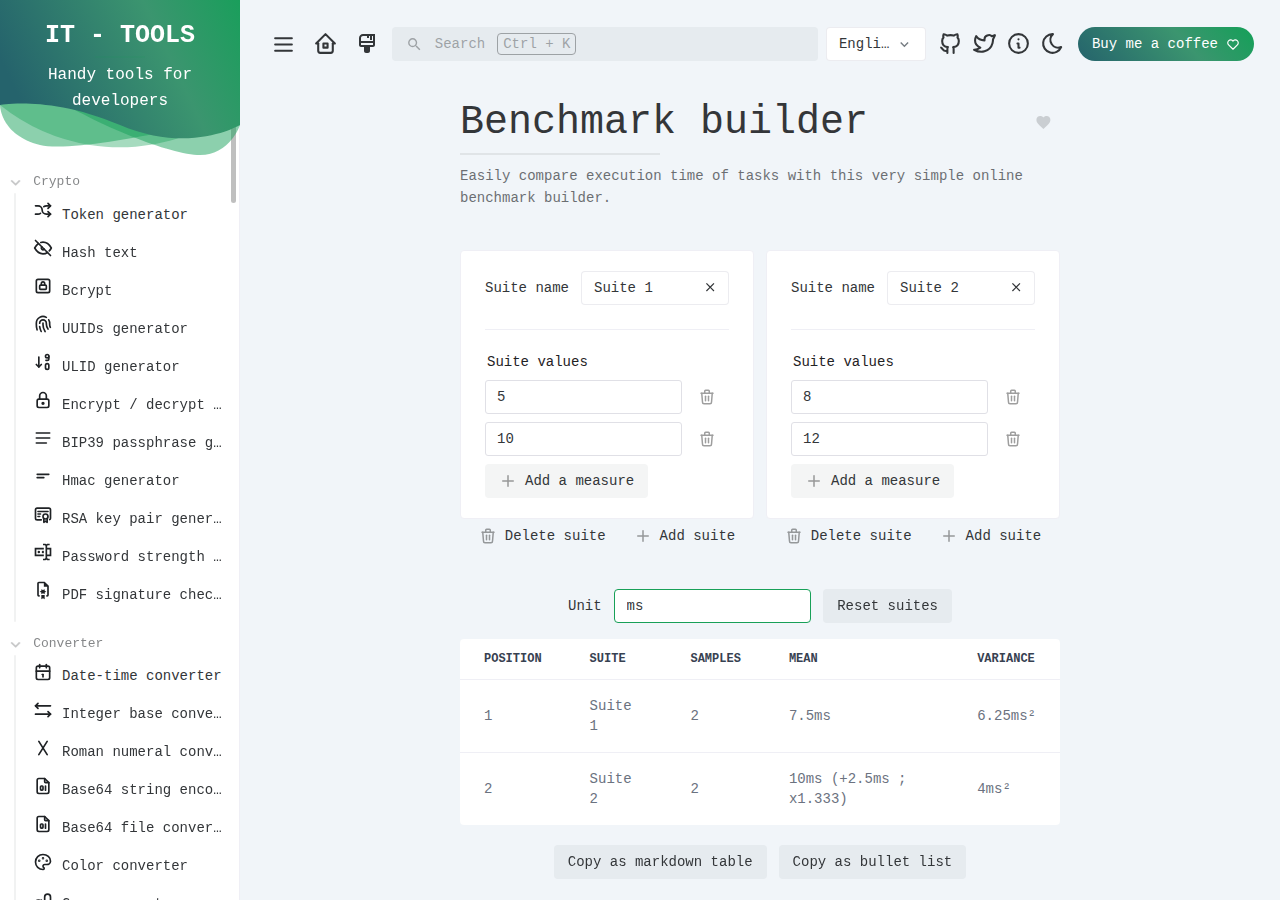 IT - TOOLS
Handy tools for
developers
Crypto
Token generator
Hash text
Bcrypt
UUIDs generator
ULID generator
Encrypt / decrypt …
BIP39 passphrase g…
Hmac generator
RSA key pair gener…
Password strength …
PDF signature chec…
Converter
Date-time converter
Integer base conve…
Roman numeral conv…
Base64 string enco…
Base64 file conver…
Color converter
Search Ctrl + K
Engli…
Buy me a coffee
Benchmark builder
Easily compare execution time of tasks with this very simple online
benchmark builder.
Suite name Suite 1
Suite values
5
10
Add a measure
Delete suite Add suite
Suite name Suite 2
Suite values
8
12
Add a measure
Delete suite Add suite
Unit ms Reset suites
POSITION SUITE SAMPLES MEAN VARIANCE
1 Suite 1 2 7.5ms 6.25ms²
2 Suite 2 2 10ms (+2.5ms ; x1.333) 4ms²
Copy as markdown table Copy as bullet list